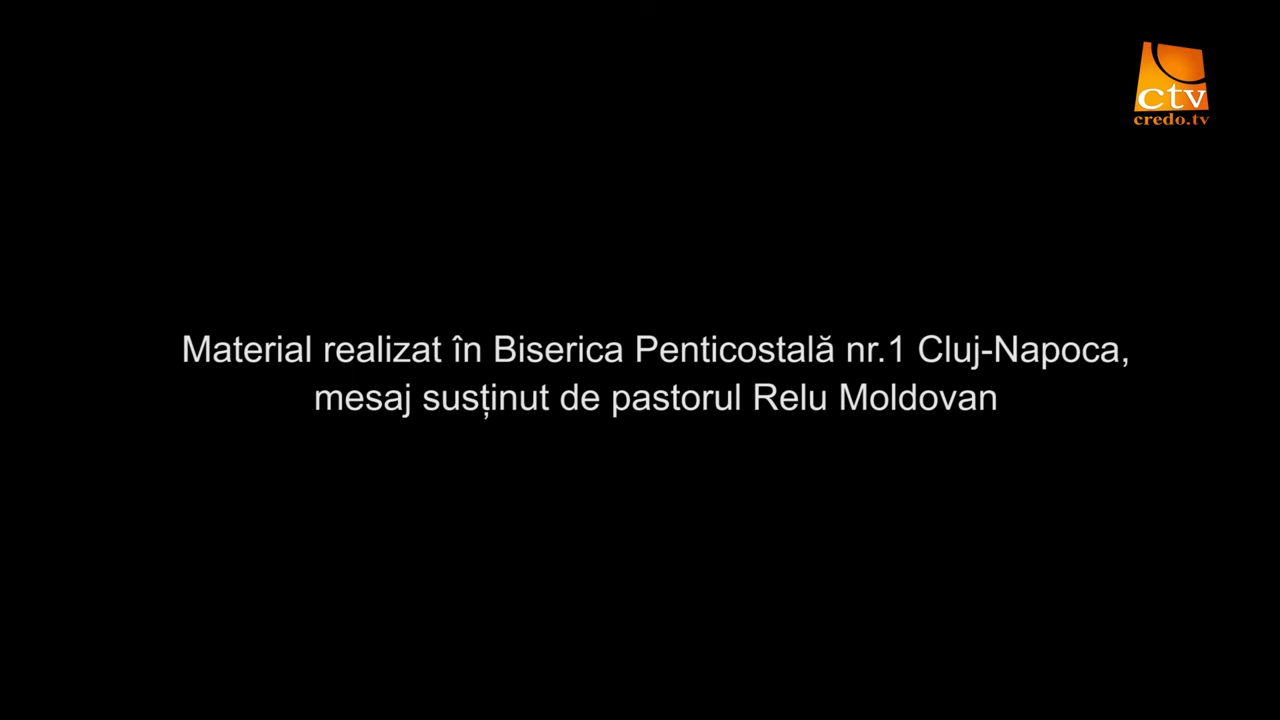 ctv
credo.tv
Material realizat în Biserica Penticostală nr.1 Cluj-Napoca,
mesaj susținut de pastorul Relu Moldovan